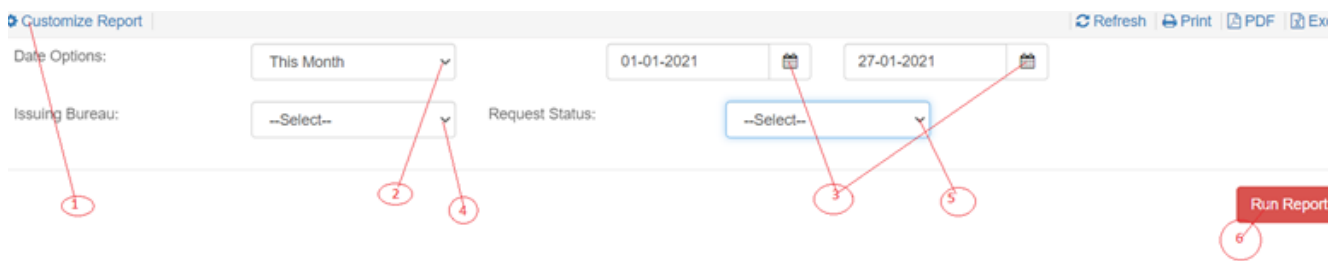 Customize Report Refresh Print PDF Exc
Date Options: This Month 01-01-2021 27-01-2021
Issuing Bureau: --Select-- Request Status: --Select--
1 2 4 3 5 Run Report
6